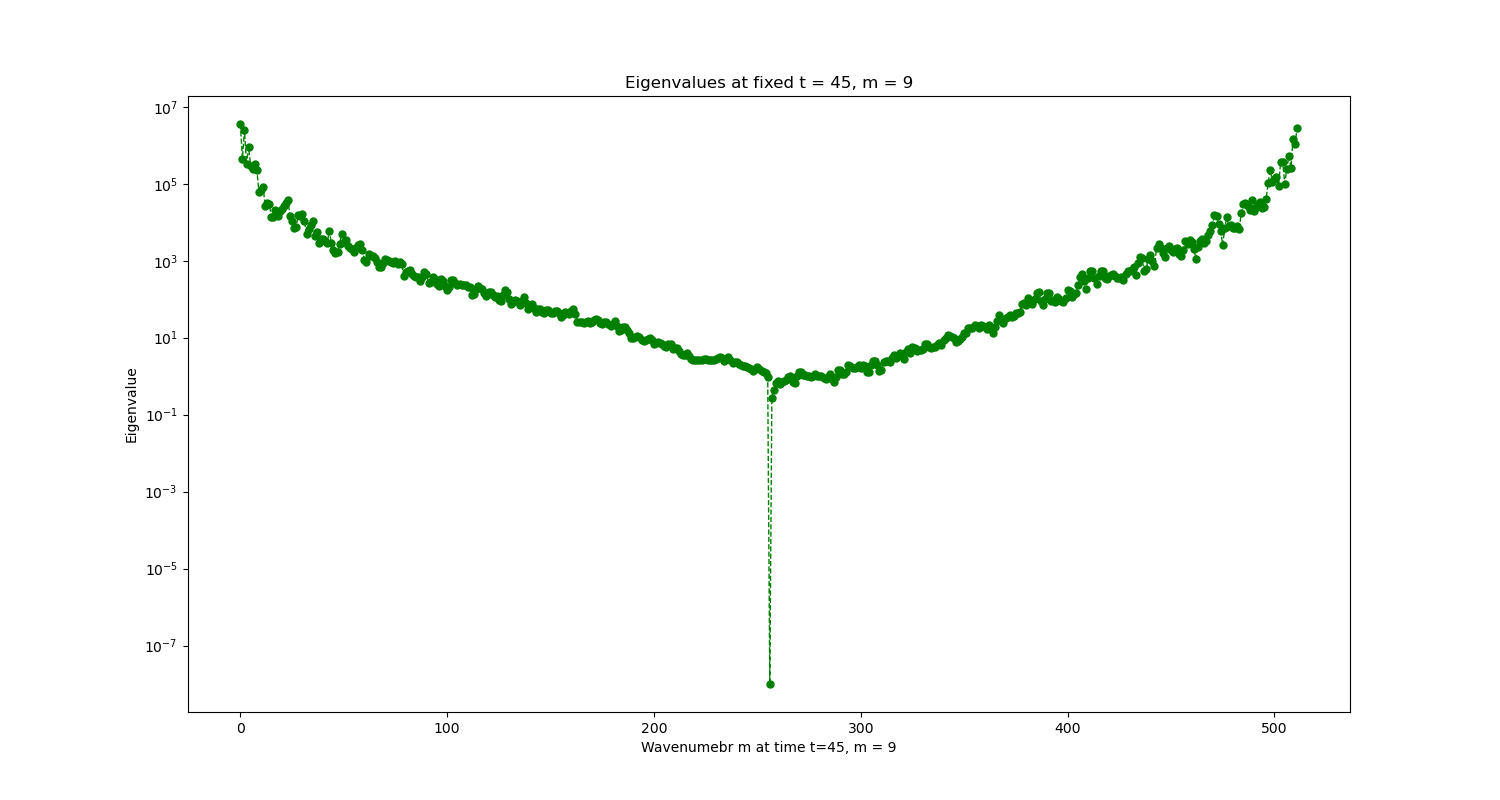 Eigenvalues at fixed t = 45, m = 9
10^7
10^5
10^3
10^1
10^-1
10^-3
10^-5
10^-7
Eigenvalue
0 100 200 300 400 500
Wavenumebr m at time t=45, m = 9